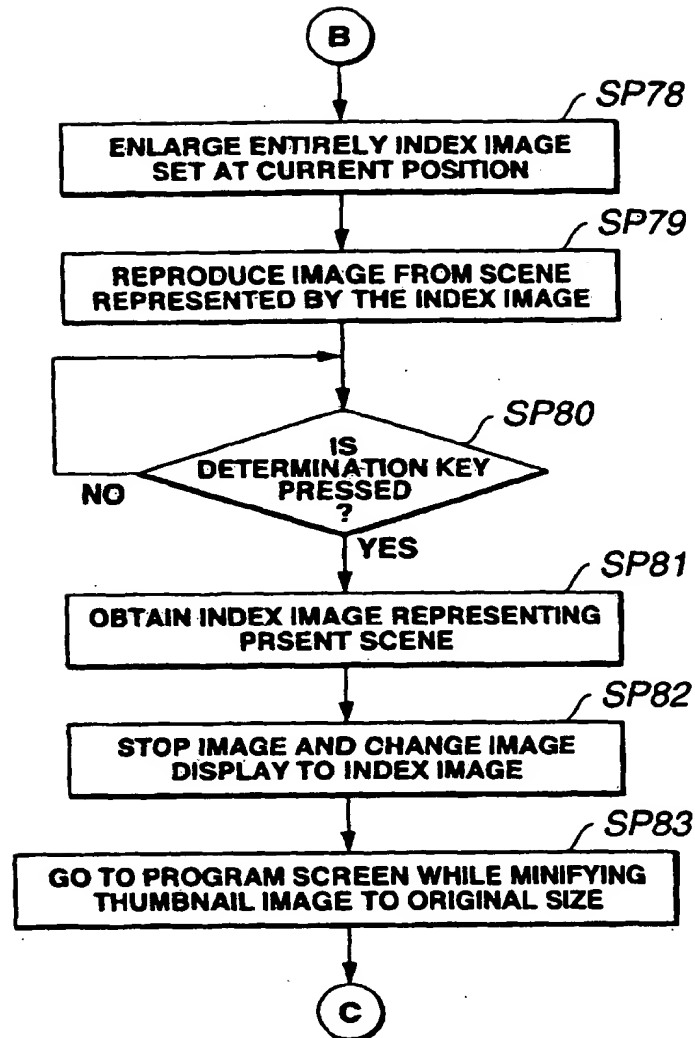 B
SP78
ENLARGE ENTIRELY INDEX IMAGE
SET AT CURRENT POSITION
SP79
REPRODUCE IMAGE FROM SCENE
REPRESENTED BY THE INDEX IMAGE
SP80
IS
DETERMINATION KEY
PRESSED
?
NO
YES
SP81
OBTAIN INDEX IMAGE REPRESENTING
PRSENT SCENE
SP82
STOP IMAGE AND CHANGE IMAGE
DISPLAY TO INDEX IMAGE
SP83
GO TO PROGRAM SCREEN WHILE MINIFYING
THUMBNAIL IMAGE TO ORIGINAL SIZE
C